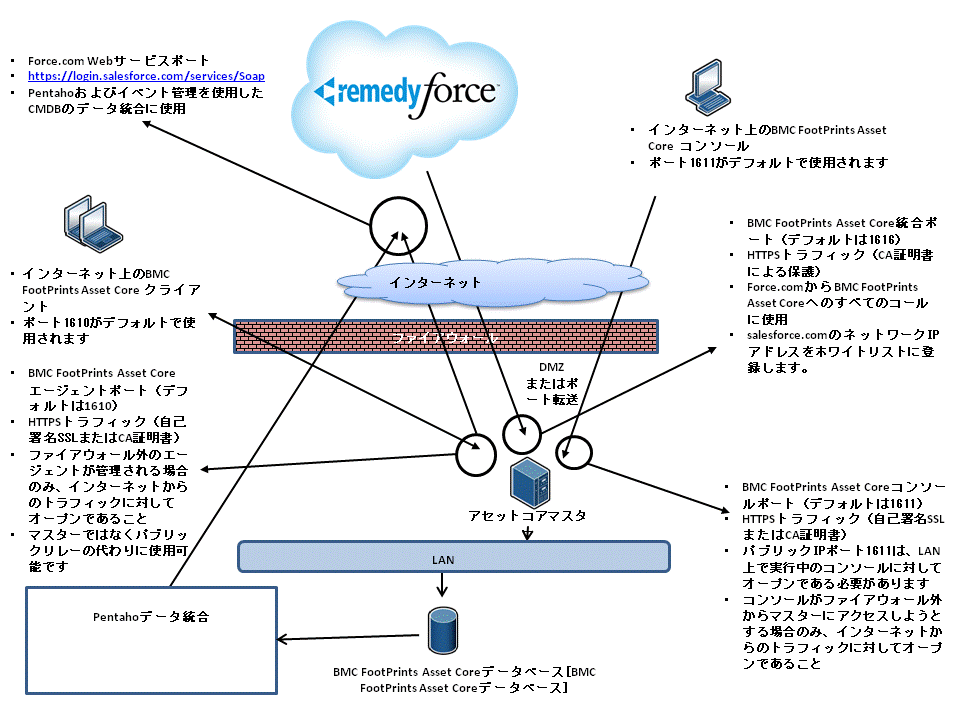 • Force.com Webサービスポート
• https://login.salesforce.com/services/Soap
• Pentahoおよびイベント管理を使用した
CMDBのデータ統合に使用
remedyforce™
• インターネット上のBMC FootPrints Asset
Core コンソール
• ポート1611がデフォルトで使用されます
• インターネット上のBMC
FootPrints Asset Core クライア
ント
• ポート1610がデフォルトで使
用されます
インターネット
ファイアウォール
DMZ
またはポ
ート転送
• BMC FootPrints Asset Core統合ポ
ート（デフォルトは1616）
• HTTPSトラフィック（CA証明書
による保護）
• Force.comからBMC FootPrints
Asset Coreへのすべてのコール
に使用
• salesforce.comのネットワークIP
アドレスをホワイトリストに登
録します。
• BMC FootPrints Asset Core
エージェントポート（デフ
ォルトは1610）
• HTTPSトラフィック（自己
署名SSLまたはCA証明書）
• ファイアウォール外のエー
ジェントが管理される場合
のみ、インターネットから
のトラフィックに対して
オープンであること
• マスターではなくパブリッ
クリレーの代わりに使用可
能です
アセットコアマスタ
• BMC FootPrints Asset Coreコンソー
ルポート（デフォルトは1611）
• HTTPSトラフィック（自己署名SSL
またはCA証明書）
• パブリックIPポート1611は、LAN
上で実行中のコンソールに対して
オープンである必要があります
• コンソールがファイアウォール外
からマスターにアクセスしようと
する場合のみ、インターネットか
らのトラフィックに対してオープ
ンであること
LAN
Pentahoデータ統合
BMC FootPrints Asset Coreデータベース[BMC
FootPrints Asset Coreデータベース]